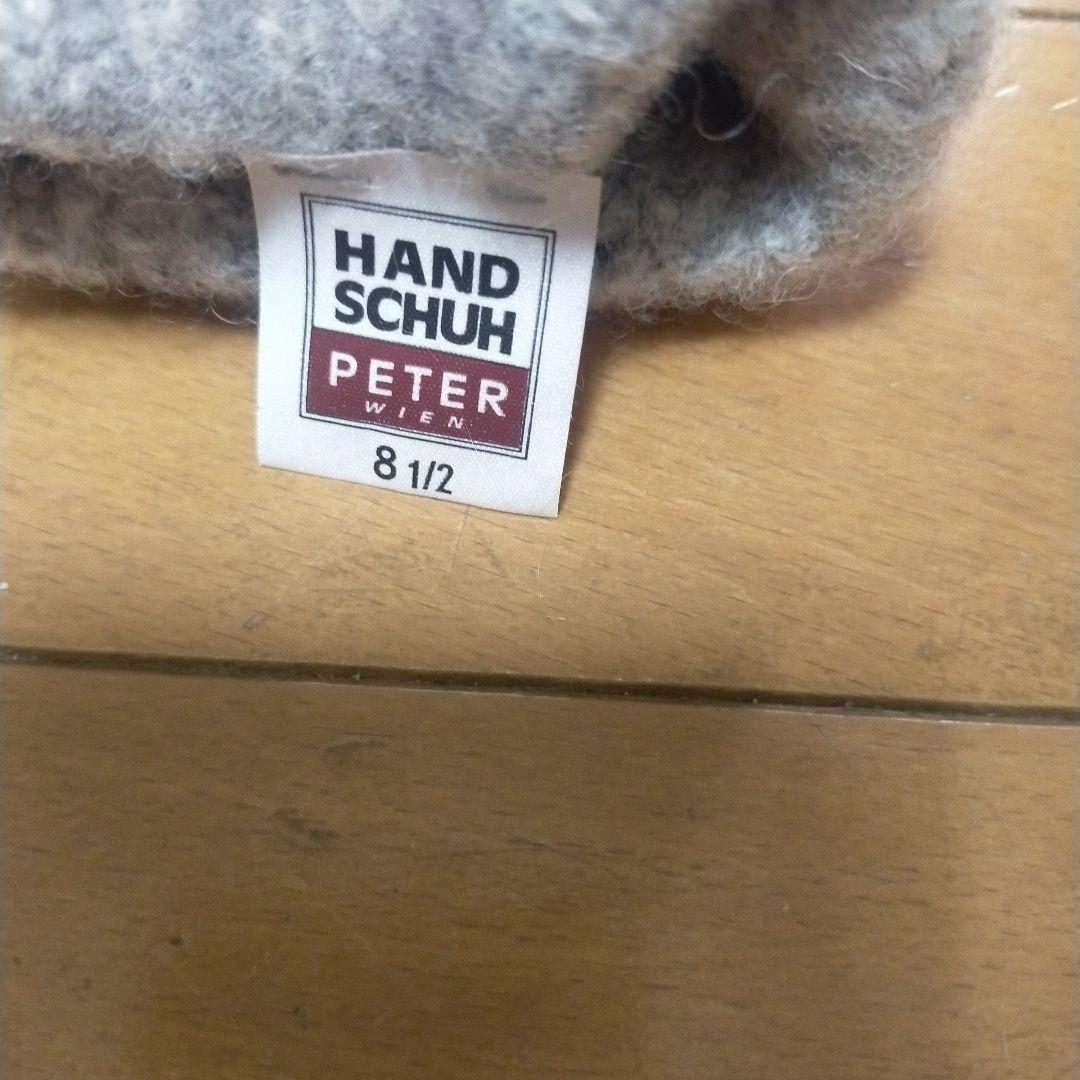 HAND
SCHUH
PETER
WIEN
8 1/2